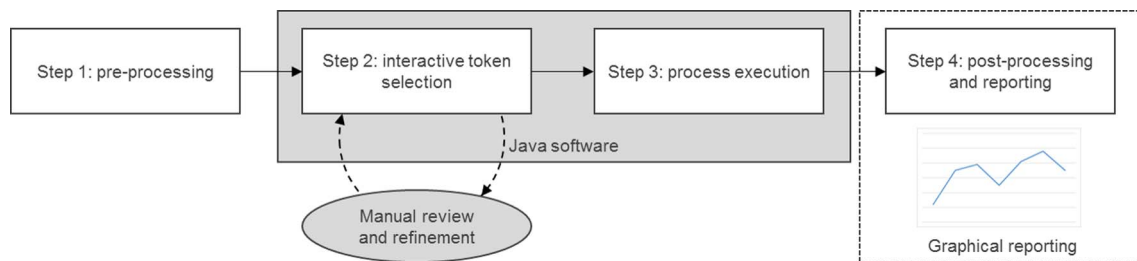 Step 1: pre-processing
Step 2: interactive token
selection
Step 3: process execution
Step 4: post-processing
and reporting
Java software
Manual review
and refinement
Graphical reporting